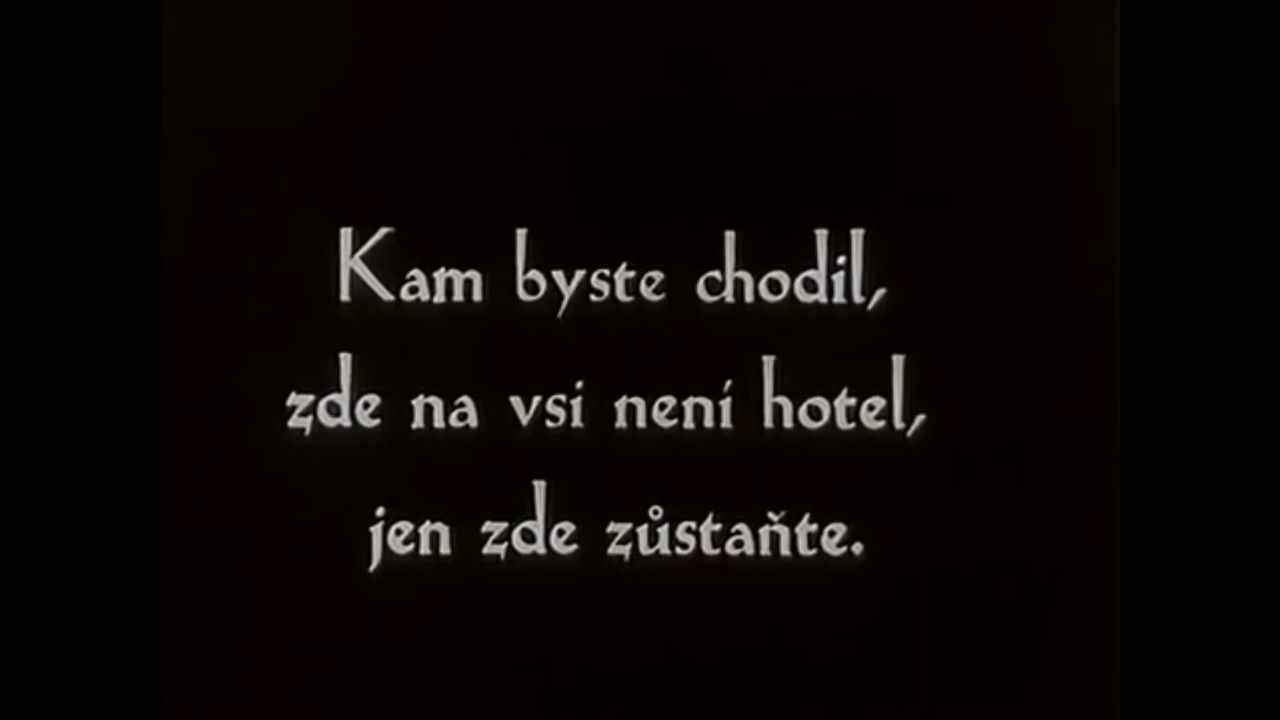 Kam byste chodil,
zde na vsi není hotel,
jen zde zůstaňte.